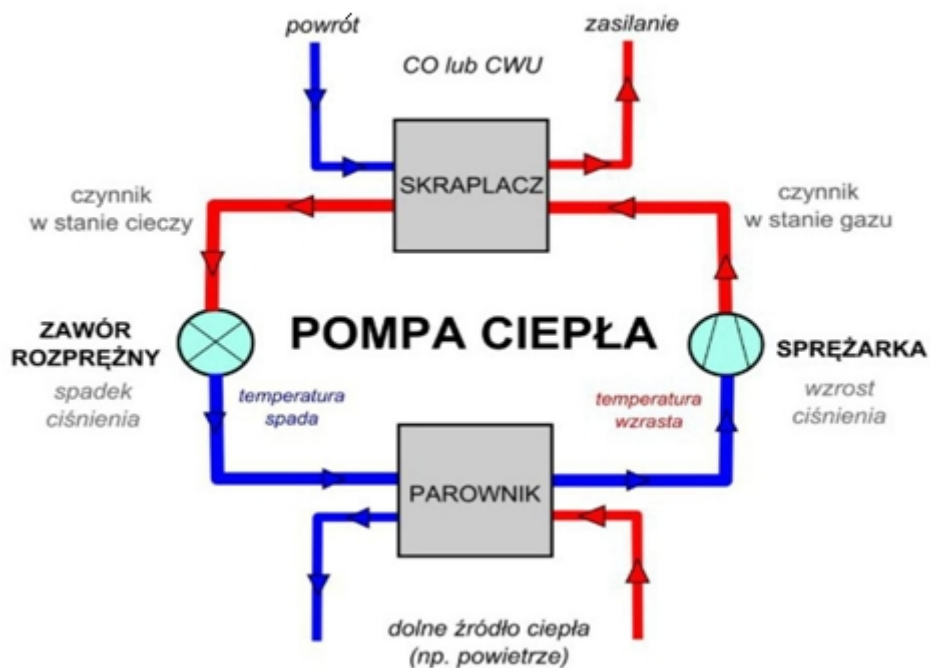 powrót
zasilanie
CO lub CWU
SKRAPLACZ
czynnik
w stanie cieczy
czynnik
w stanie gazu
ZAWÓR
ROZPRĘŻNY
POMPA CIEPŁA
SPRĘŻARKA
spadek
ciśnienia
temperatura
spada
temperatura
wzrasta
wzrost
ciśnienia
PAROWNIK
dolne źródło ciepła
(np. powietrze)